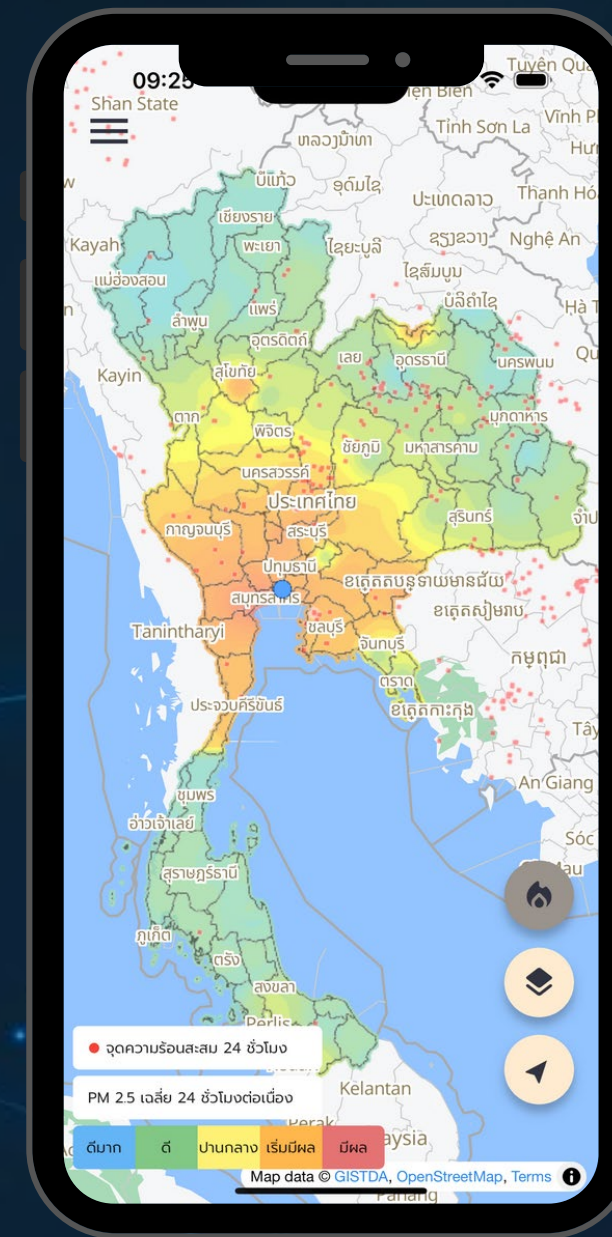 09:25
Tuyên Qu
Shan State
Vĩnh P
Tỉnh Sơn La
ຫລວງນ້ຳທາ
ບໍ່ແກ້ວ
ອຸດົມໄຊ
ປະເທດລາວ
Thanh Hó
เชียงราย
Kayah
พะเยา
ໄຊຍະບູລີ
ຊຽງຂວາງ
Nghệ An
ໄຊສົມບູນ
แม่ฮ่องสอน
ບໍລິຄຳໄຊ
แพร่
ลำพูน
อุตรดิตถ์
เลย
อุดรธานี
นครพนม
Kayin
สุโขทัย
ตาก
มุกดาหาร
พิจิตร
ชัยภูมิ
มหาสารคาม
นครสวรรค์
ประเทศไทย
กาญจนบุรี
สระบุรี
สุรินทร์
ปทุมธานี
ខេត្តឧត្តរមានជ័យ
Tanintharyi
ชลบุรี
ខេត្តសៀមរាប
จันทบุรี
កម្ពុជា
ตราด
ประจวบคีรีขันธ์
ខេត្តកោះកុង
An Giang
ชุมพร
อ่าวเจ้าเลย์
Sóc
สุราษฎร์ธานี
ภูเก็ต
ตรัง
สงขลา
Perlis
จุดความร้อนสะสม 24 ชั่วโมง
PM 2.5 เฉลี่ย 24 ชั่วโมงต่อเนื่อง
Kelantan
Perak
ดีมาก ดี ปานกลาง เริ่มมีผล มีผล
Map data © GISTDA, OpenStreetMap, Terms
Pahang